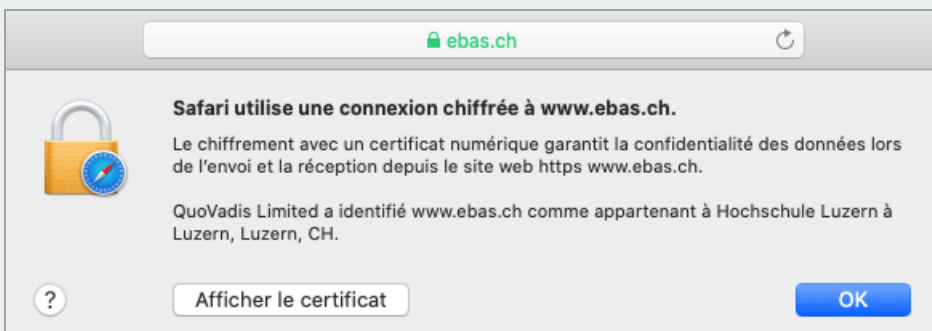 ebas.ch
Safari utilise une connexion chiffrée à www.ebas.ch.
Le chiffrement avec un certificat numérique garantit la confidentialité des données lors
de l'envoi et la réception depuis le site web https www.ebas.ch.
QuoVadis Limited a identifié www.ebas.ch comme appartenant à Hochschule Luzern à
Luzern, Luzern, CH.
?
Afficher le certificat
OK